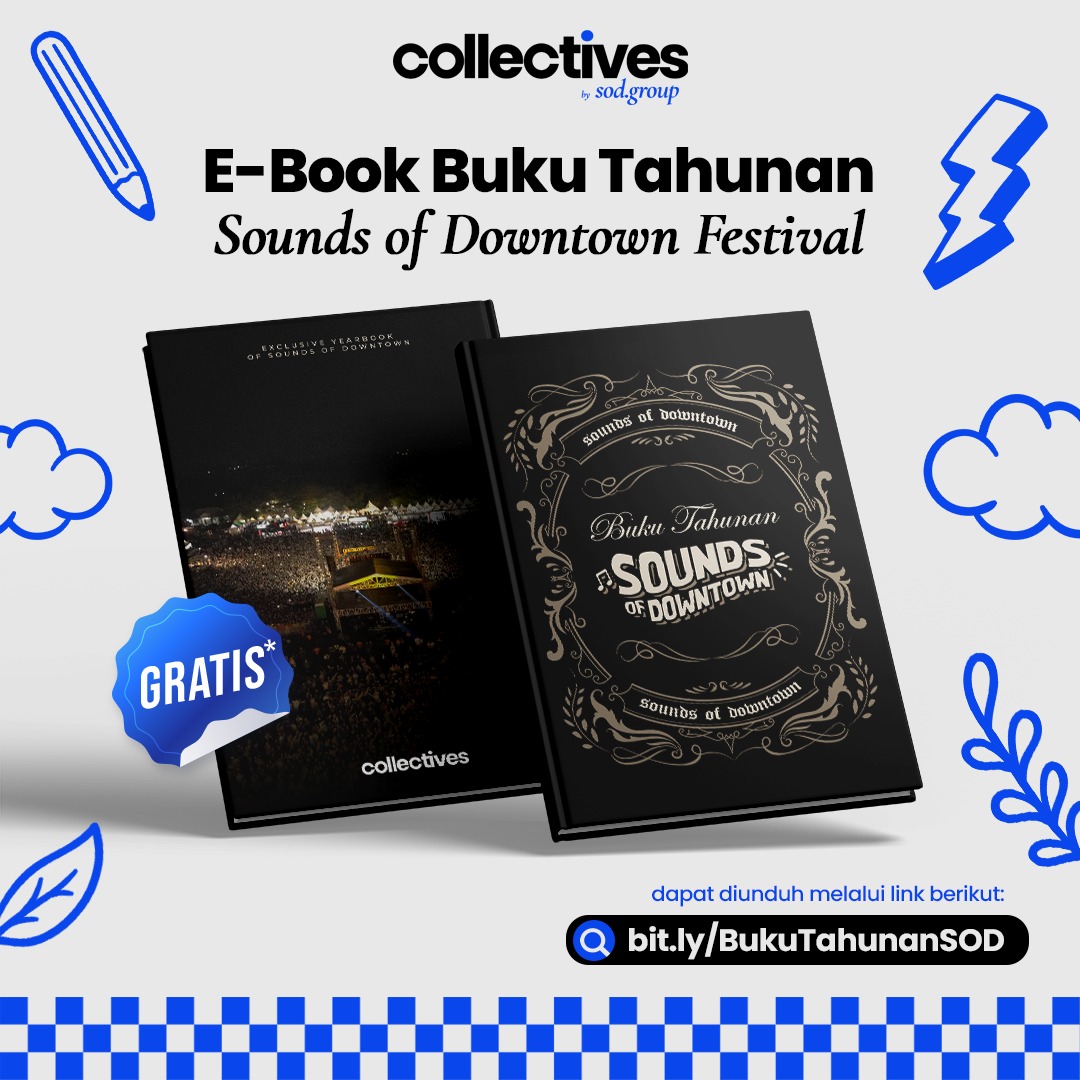 collectives
by sod.group
E-Book Buku Tahunan
Sounds of Downtown Festival
EXCLUSIVE YEARBOOK
OF SOUNDS OF DOWNTOWN
collectives
sounds of downtown
Buku Tahunan
SOUNDS
OF DOWNTOWN
sounds of downtown
GRATIS*
dapat diunduh melalui link berikut:
bit.ly/BukuTahunanSOD